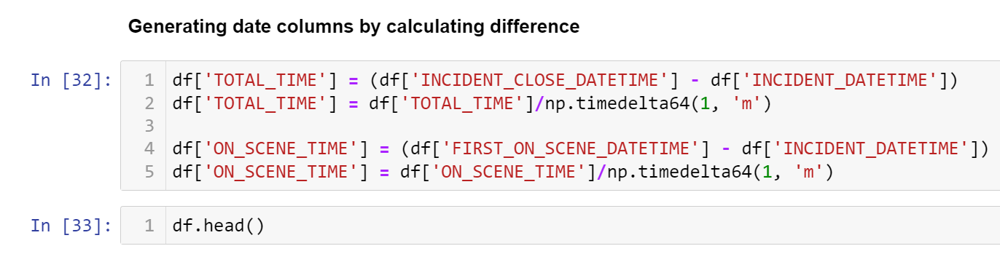 Generating date columns by calculating difference
In [32]:
1 df['TOTAL_TIME'] = (df['INCIDENT_CLOSE_DATETIME'] - df['INCIDENT_DATETIME'])
2 df['TOTAL_TIME'] = df['TOTAL_TIME']/np.timedelta64(1, 'm')
3
4 df['ON_SCENE_TIME'] = (df['FIRST_ON_SCENE_DATETIME'] - df['INCIDENT_DATETIME'])
5 df['ON_SCENE_TIME'] = df['ON_SCENE_TIME']/np.timedelta64(1, 'm')
In [33]:
1 df.head()